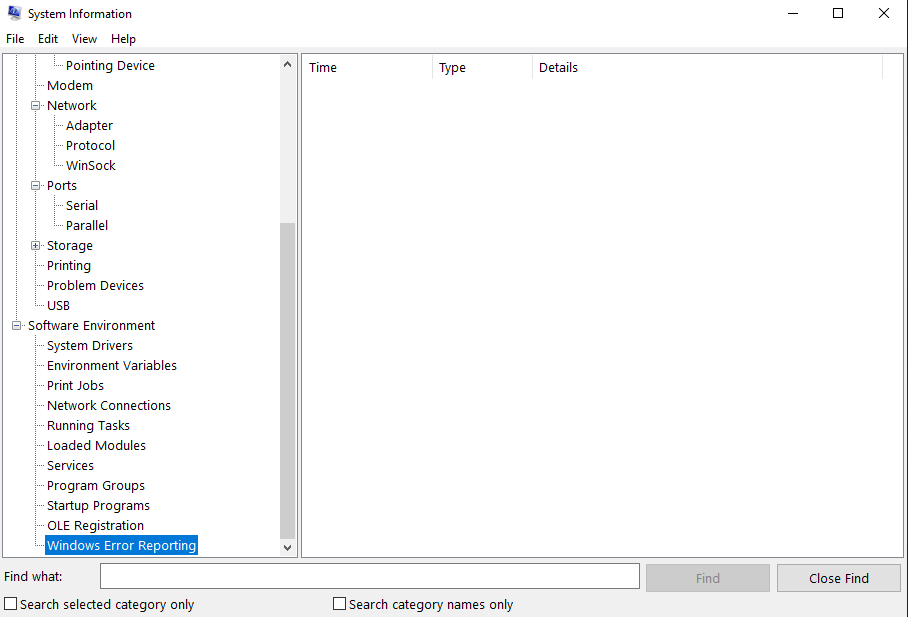 System Information
File Edit View Help
Pointing Device
Modem
Network
Adapter
Protocol
WinSock
Ports
Serial
Parallel
Storage
Printing
Problem Devices
USB
Software Environment
System Drivers
Environment Variables
Print Jobs
Network Connections
Running Tasks
Loaded Modules
Services
Program Groups
Startup Programs
OLE Registration
Windows Error Reporting
Time Type Details
Find what: Find Close Find
Search selected category only Search category names only